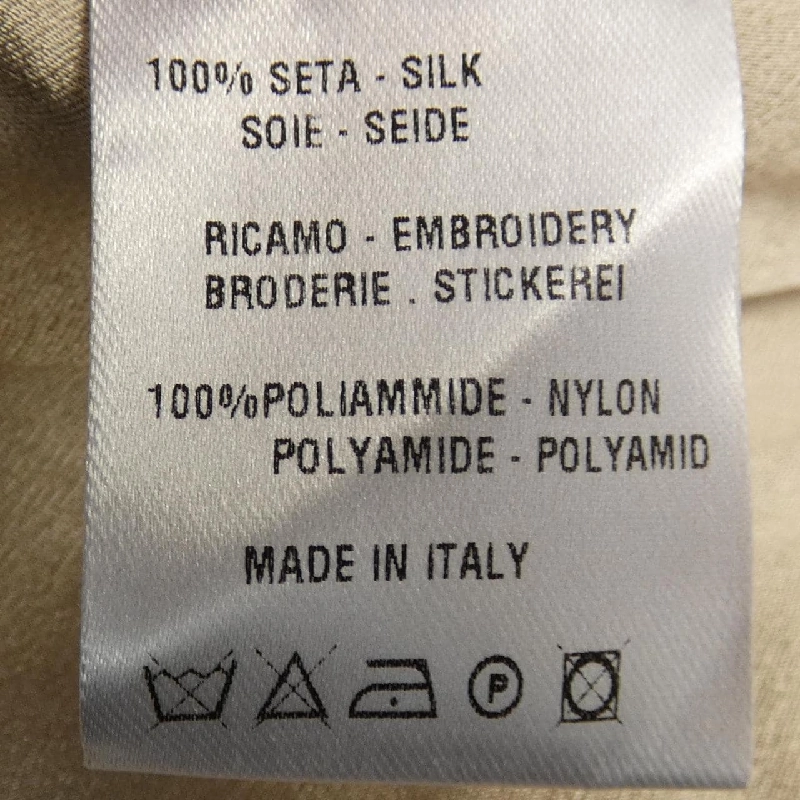 100% SETA - SILK
SOIE - SEIDE
RICAMO - EMBROIDERY
BRODERIE . STICKEREI
100%POLIAMMIDE - NYLON
POLYAMIDE - POLYAMID
MADE IN ITALY
P